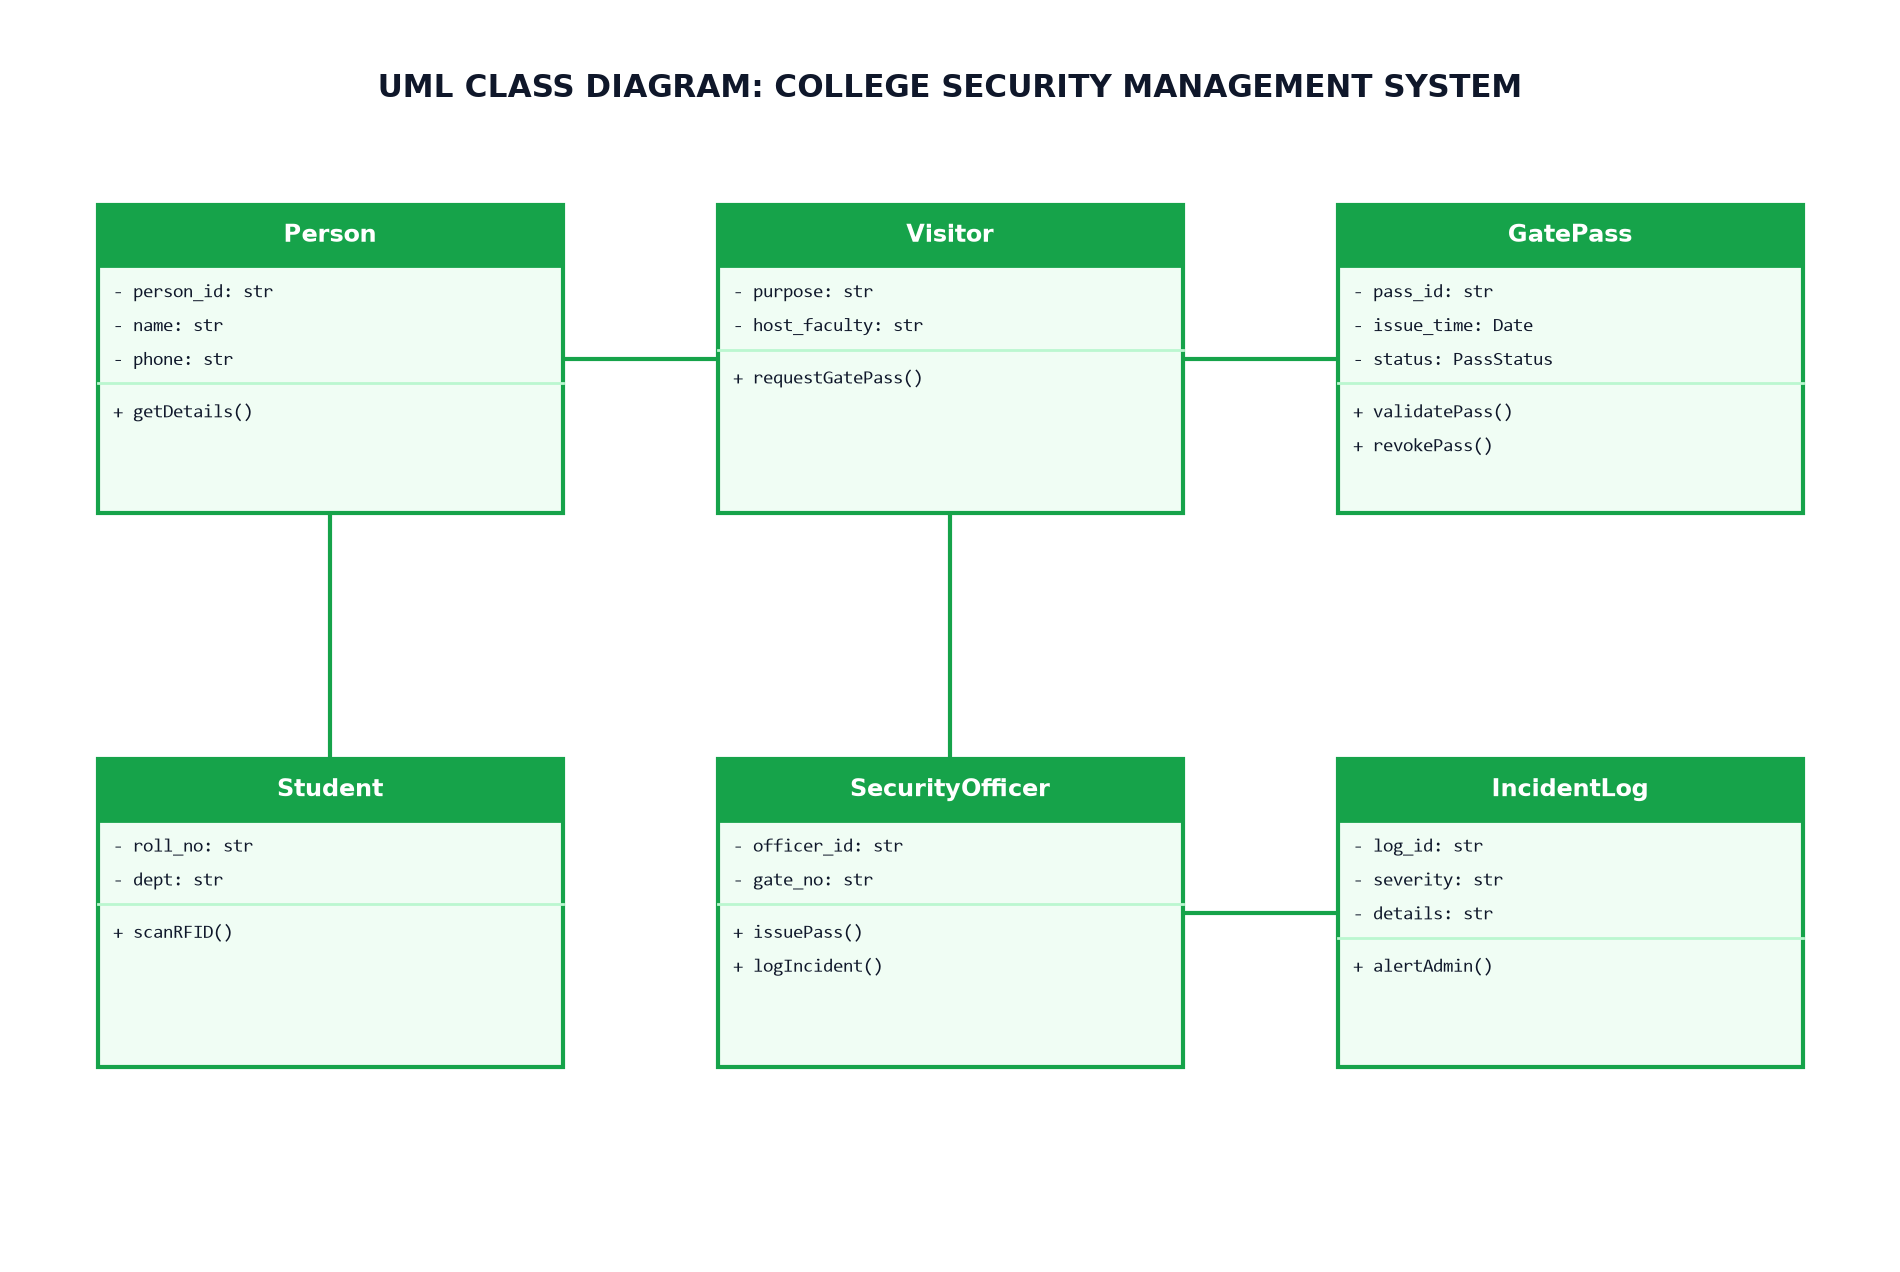 UML CLASS DIAGRAM: COLLEGE SECURITY MANAGEMENT SYSTEM
Person
- person_id: str
- name: str
- phone: str
+ getDetails()
Visitor
- purpose: str
- host_faculty: str
+ requestGatePass()
GatePass
- pass_id: str
- issue_time: Date
- status: PassStatus
+ validatePass()
+ revokePass()
Student
- roll_no: str
- dept: str
+ scanRFID()
SecurityOfficer
- officer_id: str
- gate_no: str
+ issuePass()
+ logIncident()
IncidentLog
- log_id: str
- severity: str
- details: str
+ alertAdmin()